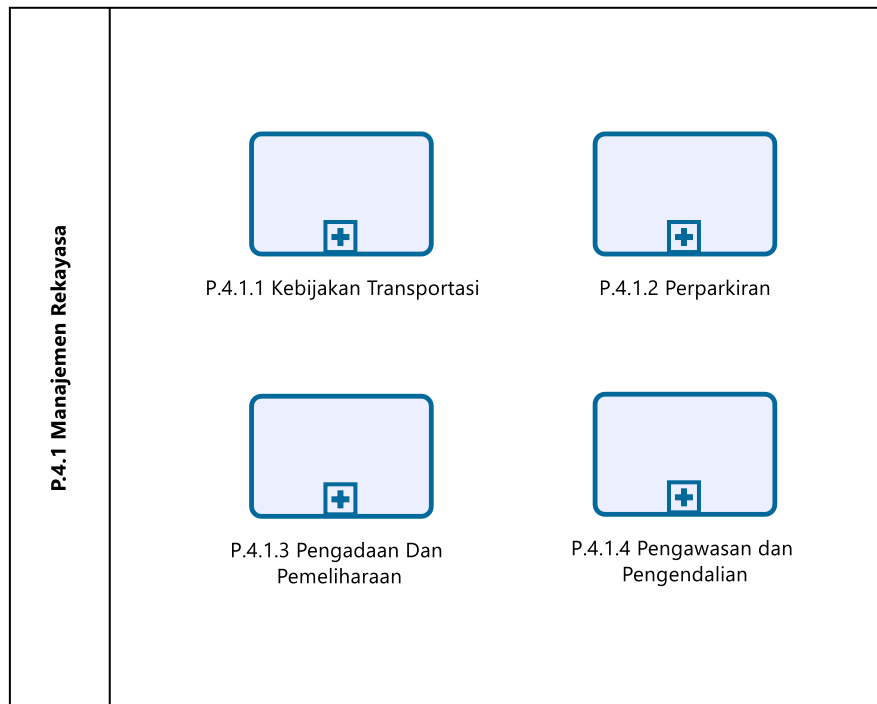 P.4.1 Manajemen Rekayasa
P.4.1.1 Kebijakan Transportasi
P.4.1.2 Perparkiran
P.4.1.3 Pengadaan Dan
Pemeliharaan
P.4.1.4 Pengawasan dan
Pengendalian